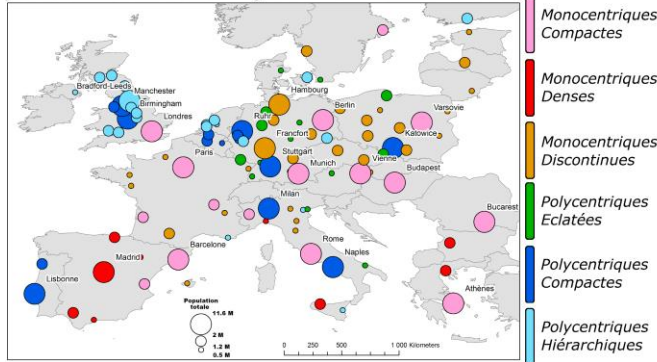 Bradford-Leeds
Manchester
Birmingham
Londres
Hambourg
Berlin
Varsovie
Ruhr
Francfort
Katowice
Paris
Stuttgart
Munich
Vienne
Budapest
Milan
Bucarest
Barcelone
Rome
Madrid
Naples
Lisbonne
Athènes
Population
totale
11.6 M
2 M
1.2 M
0.5 M
0 250 500 1 000 Kilometers
Monocentriques
Compactes
Monocentriques
Denses
Monocentriques
Discontinues
Polycentriques
Eclatées
Polycentriques
Compactes
Polycentriques
Hiérarchiques